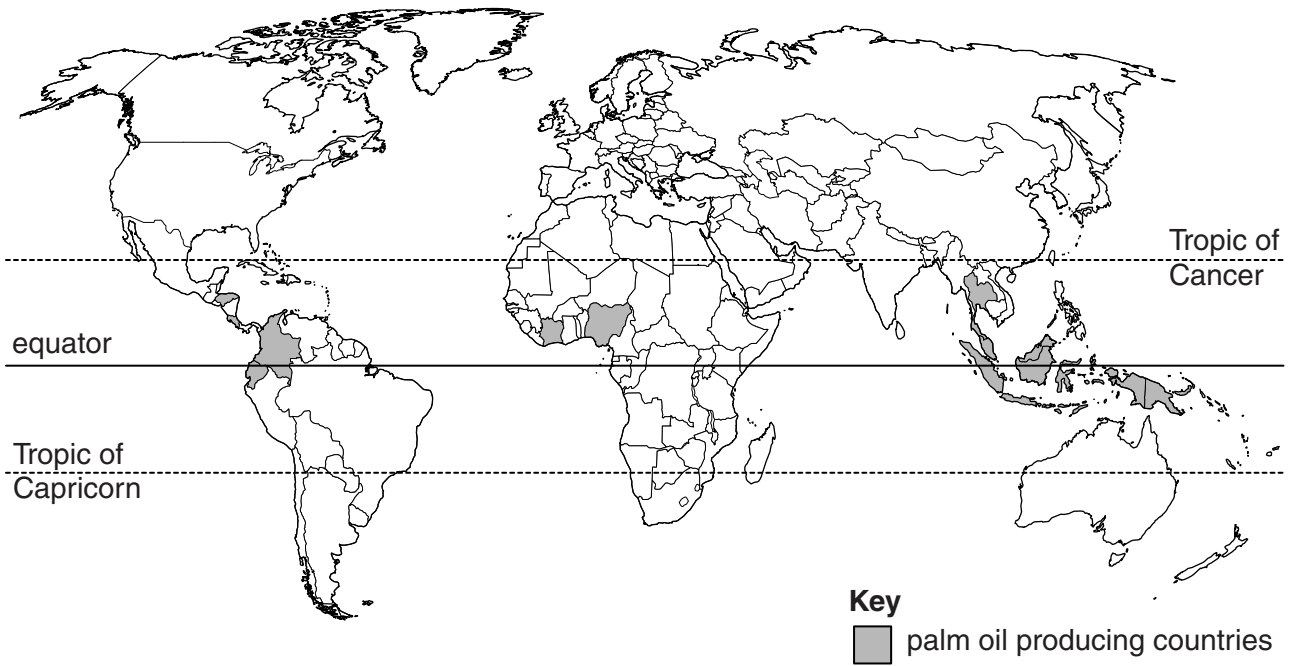 Tropic of
Cancer
equator
Tropic of
Capricorn
Key
palm oil producing countries